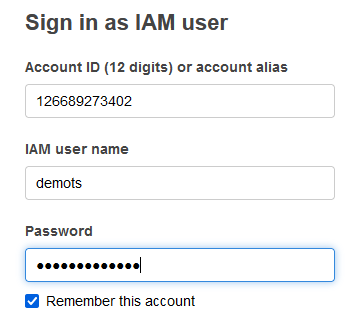 Sign in as IAM user
Account ID (12 digits) or account alias
126689273402
IAM user name
demots
Password
•••••••••••••
Remember this account